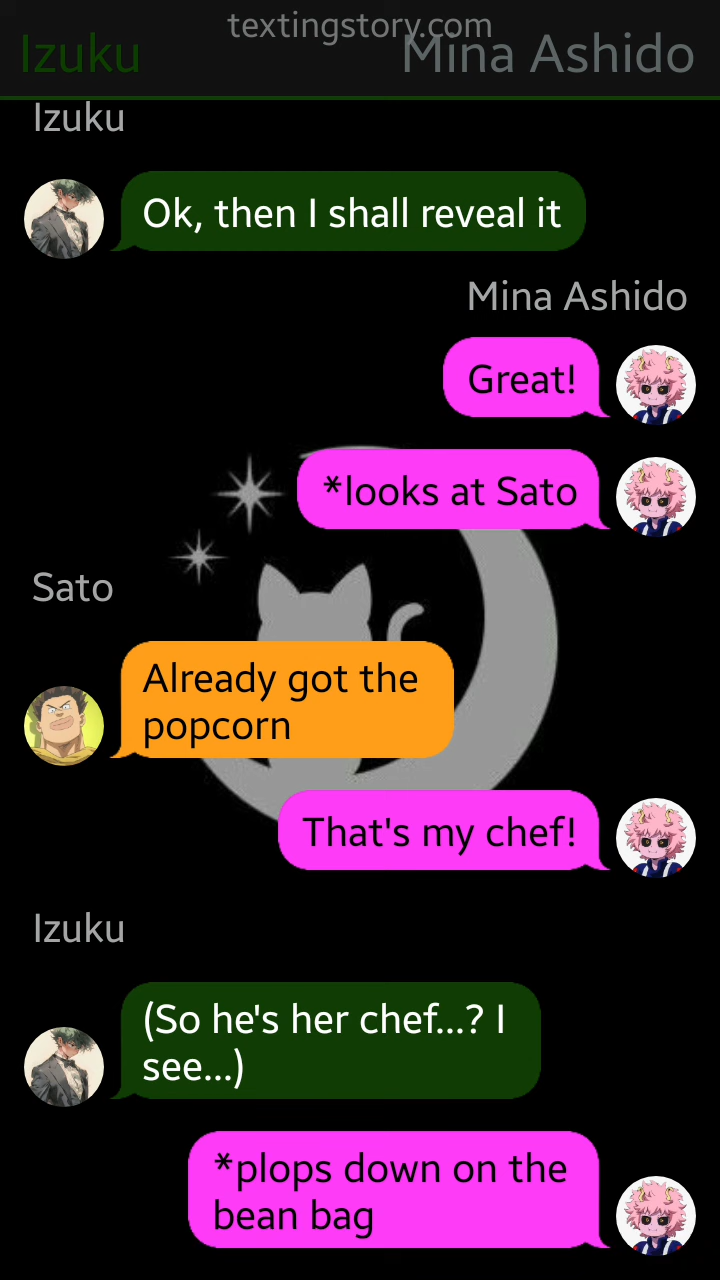 textingstory.com
Izuku
Mina Ashido
Izuku
Ok, then I shall reveal it
Mina Ashido
Great!
*looks at Sato
Sato
Already got the
popcorn
That's my chef!
Izuku
(So he's her chef...? I
see...)
*plops down on the
bean bag